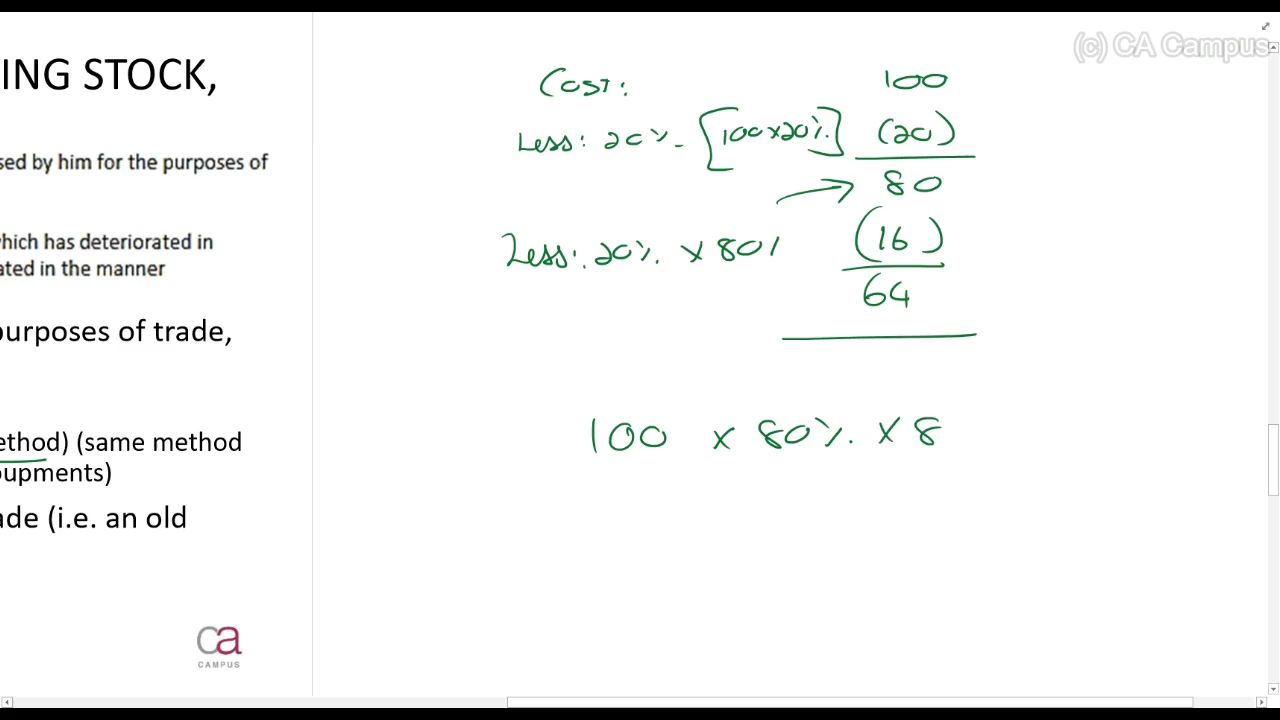 (c) CA Campus
ING STOCK,
sed by him for the purposes of
hich has deteriorated in
ated in the manner
purposes of trade,
ethod) (same method
oupments)
ade (i.e. an old
ca
CAMPUS
Cost: 100
Less: 20% [100 x 20%] (20)
80
Less: 20% x 80% (16)
64
100 x 80% x 8